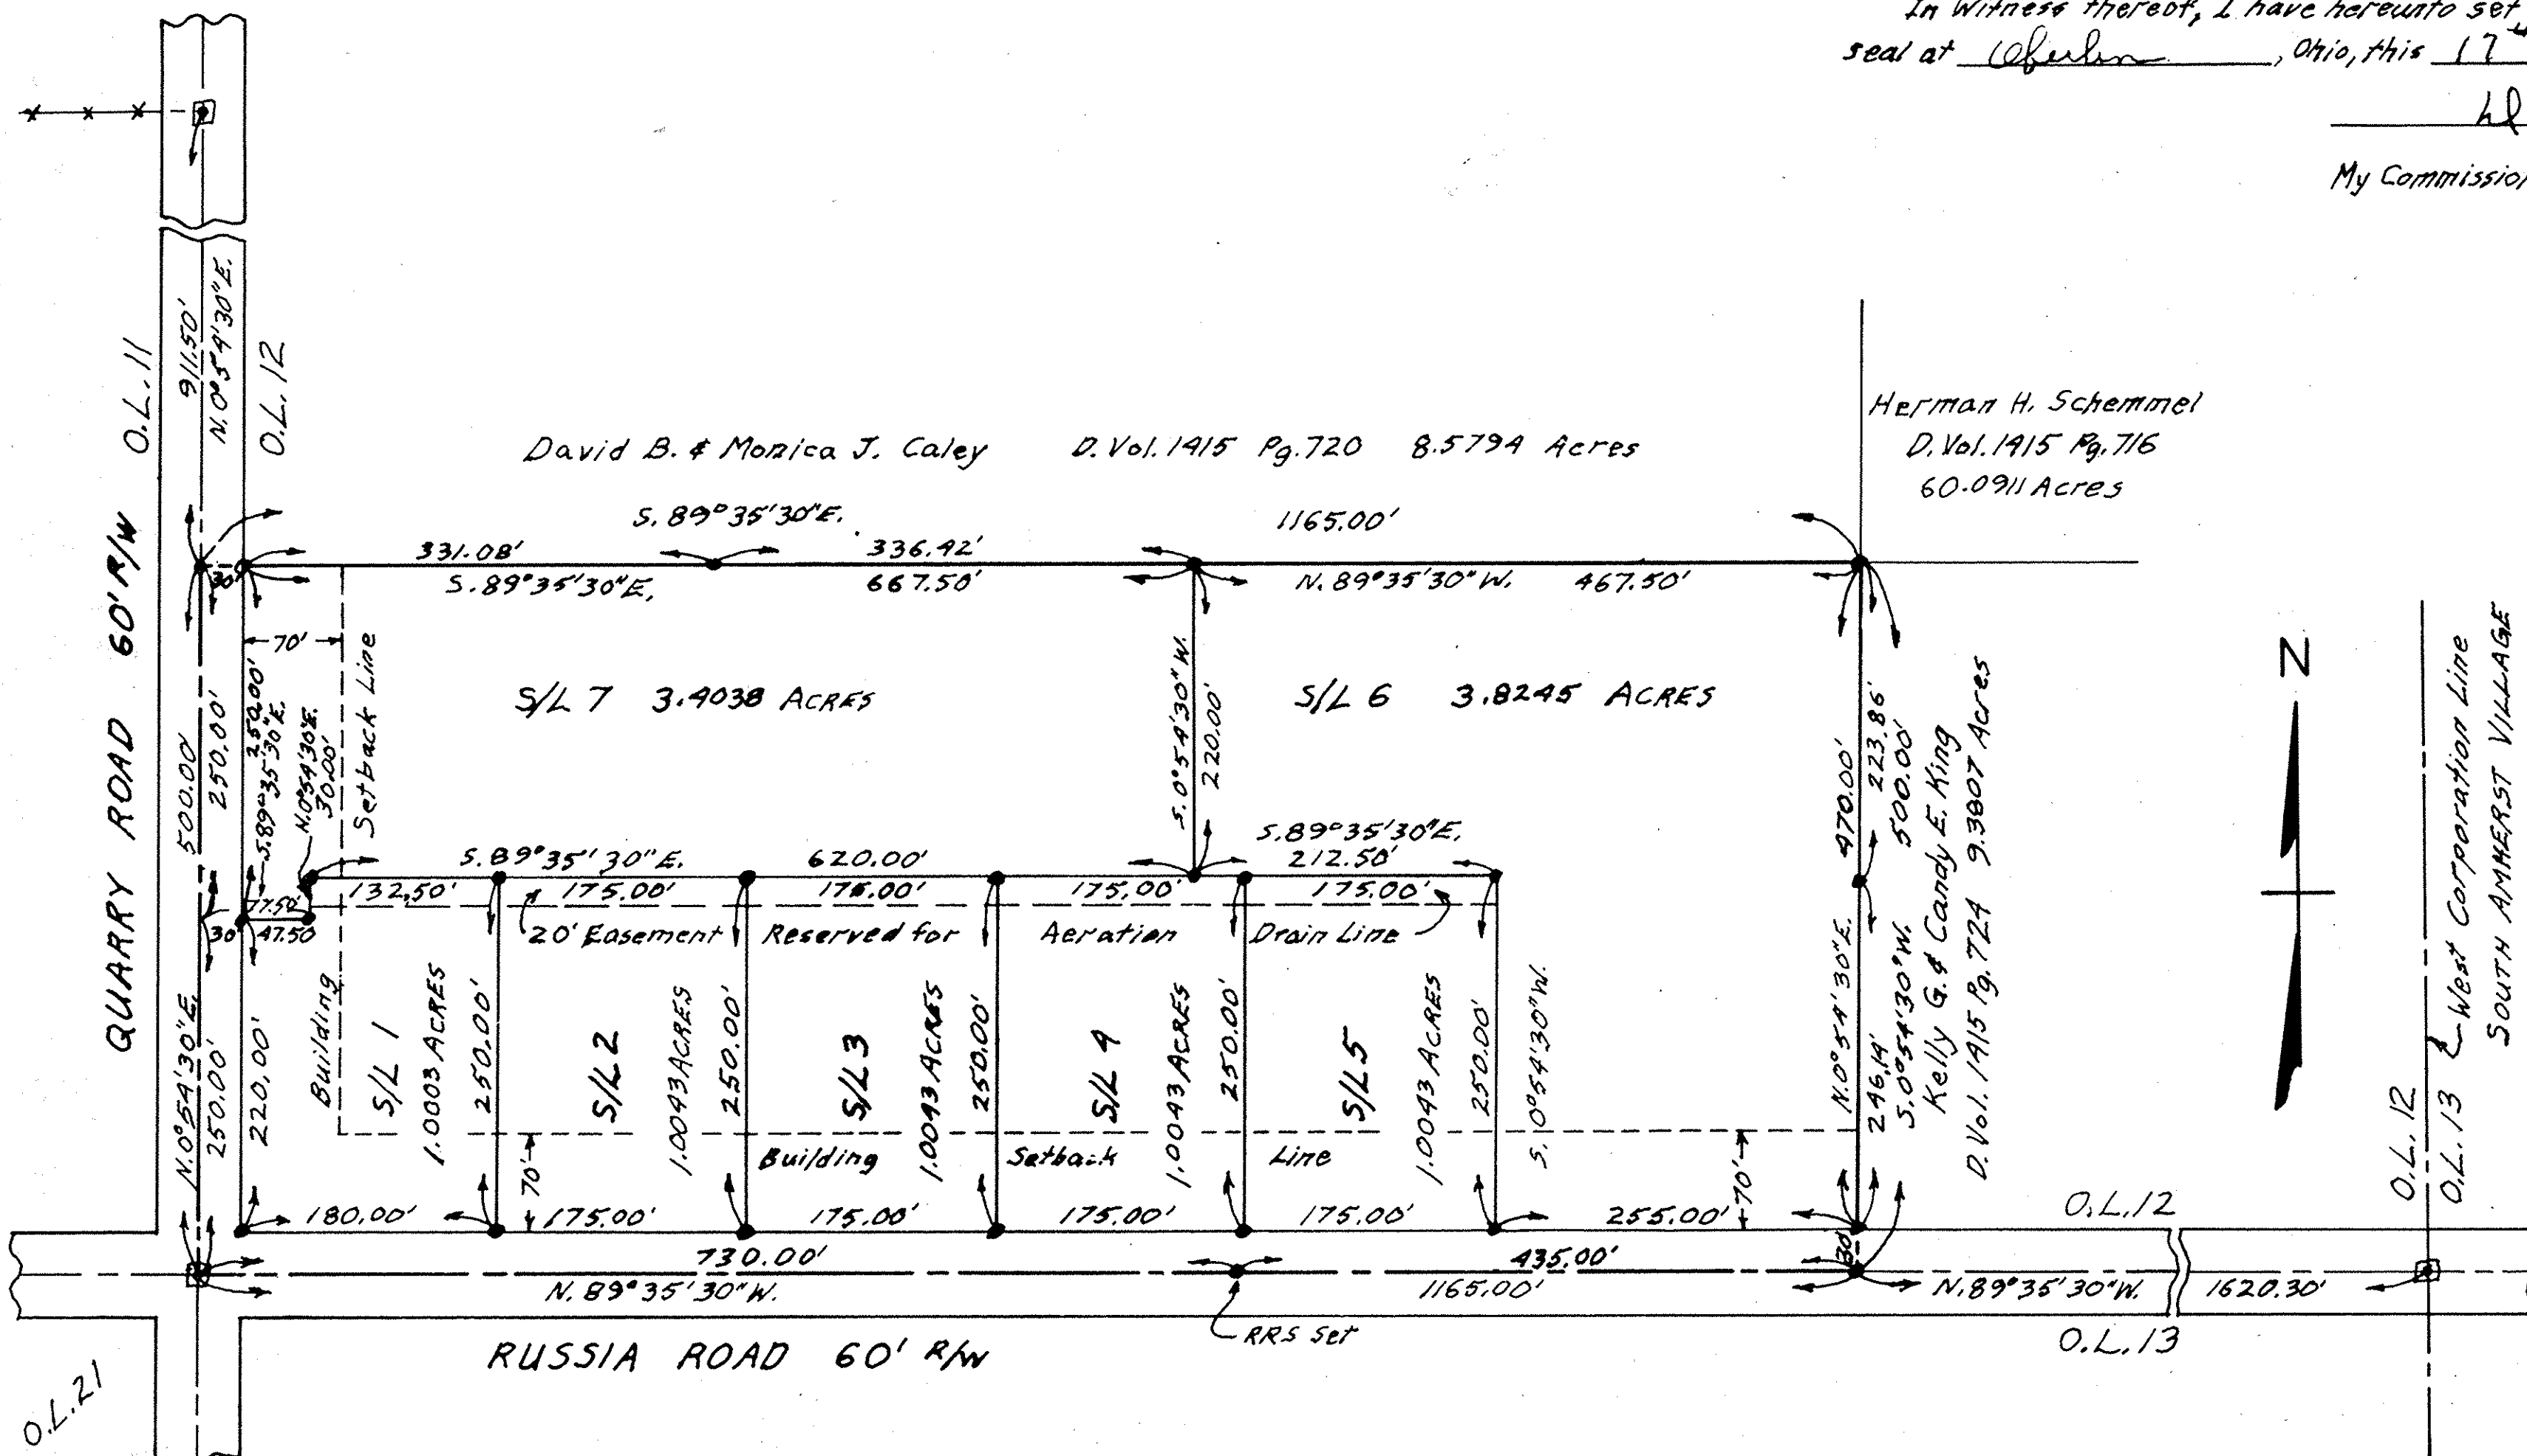 In Witness thereof, I have hereunto set
seal at Oberlin, Ohio, this 17th
My Commission
O.L. 11
911.50'
N.0°54'30"E.
O.L. 12
David B. & Monica J. Caley D. Vol. 1415 Pg. 720 8.5794 Acres
Herman H. Schemmel
D. Vol. 1415 Pg. 716
60.0911 Acres
S. 89°35'30"E. 1165.00'
331.08' 336.42'
30'
S. 89°35'30"E. 667.50' N. 89°35'30"W. 467.50'
QUARRY ROAD 60' R/W
500.00'
250.00'
70'
250.00'
S.89°35'30"E.
N.0°54'30"E.
30.00'
Setback Line
S/L 7 3.4038 ACRES
S.0°54'30"W.
220.00'
S/L 6 3.8245 ACRES
470.00'
223.86'
500.00'
Kelly G. & Candy E. King
D. Vol. 1415 Pg. 724 9.3807 Acres
N
West Corporation Line
SOUTH AMHERST VILLAGE
S.89°35'30"E. 620.00' S.89°35'30"E.
212.50'
77.50' 132.50' 175.00' 175.00' 175.00' 175.00'
30' 47.50
20' Easement Reserved for Aeration Drain Line
N.0°54'30"E.
250.00'
220.00'
Building
S/L 1
1.0003 ACRES
250.00'
S/L 2
1.0043 ACRES
250.00'
S/L 3
1.0043 ACRES
250.00'
S/L 4
1.0043 ACRES
250.00'
S/L 5
1.0043 ACRES
250.00'
S. 0°54'30"W.
N.0°54'30"E.
246.14'
S.0°54'30"W.
O.L. 12
O.L. 13
70' Building Setback Line 70'
180.00' 175.00' 175.00' 175.00' 175.00' 255.00' O.L. 12
730.00' 435.00' 30'
N. 89°35'30"W. 1165.00' N. 89°35'30"W. 1620.30'
RRS Set
RUSSIA ROAD 60' R/W
O.L. 13
O.L. 21